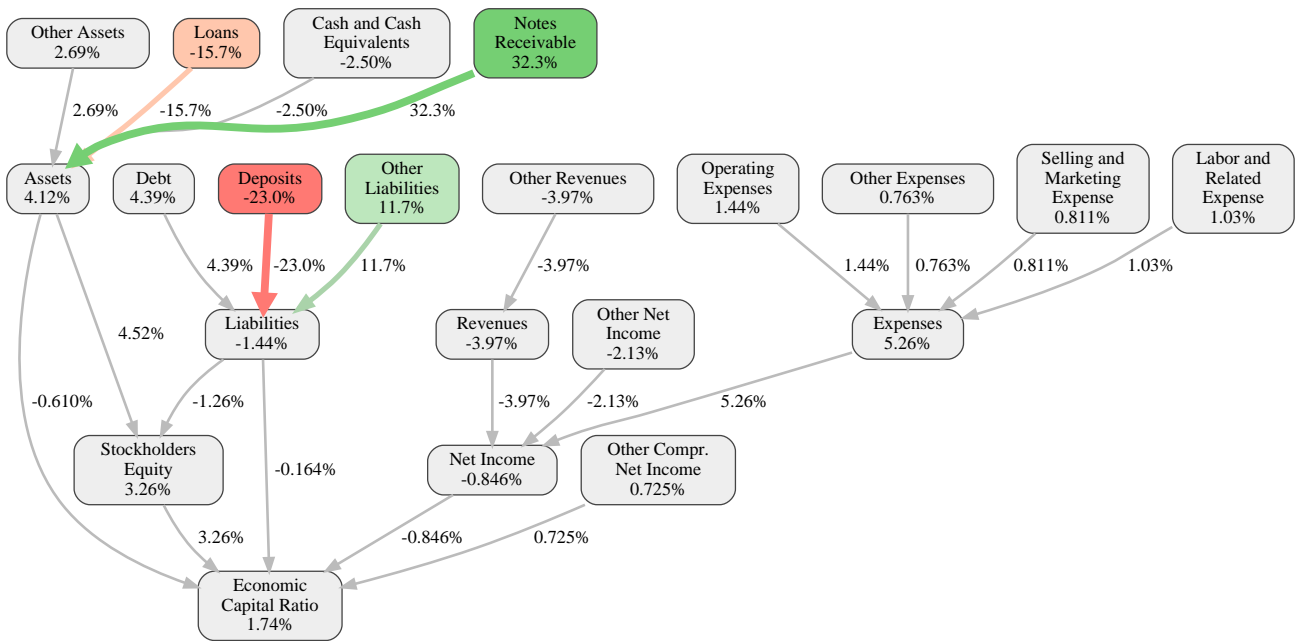 Other Assets
2.69%
Loans
-15.7%
Cash and Cash
Equivalents
-2.50%
Notes
Receivable
32.3%
2.69%
-15.7%
-2.50%
32.3%
Assets
4.12%
Debt
4.39%
Deposits
-23.0%
Other
Liabilities
11.7%
Other Revenues
-3.97%
Operating
Expenses
1.44%
Other Expenses
0.763%
Selling and
Marketing
Expense
0.811%
Labor and
Related
Expense
1.03%
4.39%
-23.0%
11.7%
-3.97%
1.44%
0.763%
0.811%
1.03%
4.52%
Liabilities
-1.44%
Revenues
-3.97%
Other Net
Income
-2.13%
Expenses
5.26%
-0.610%
-1.26%
-3.97%
-2.13%
5.26%
Stockholders
Equity
3.26%
-0.164%
Net Income
-0.846%
Other Compr.
Net Income
0.725%
3.26%
-0.846%
0.725%
Economic
Capital Ratio
1.74%